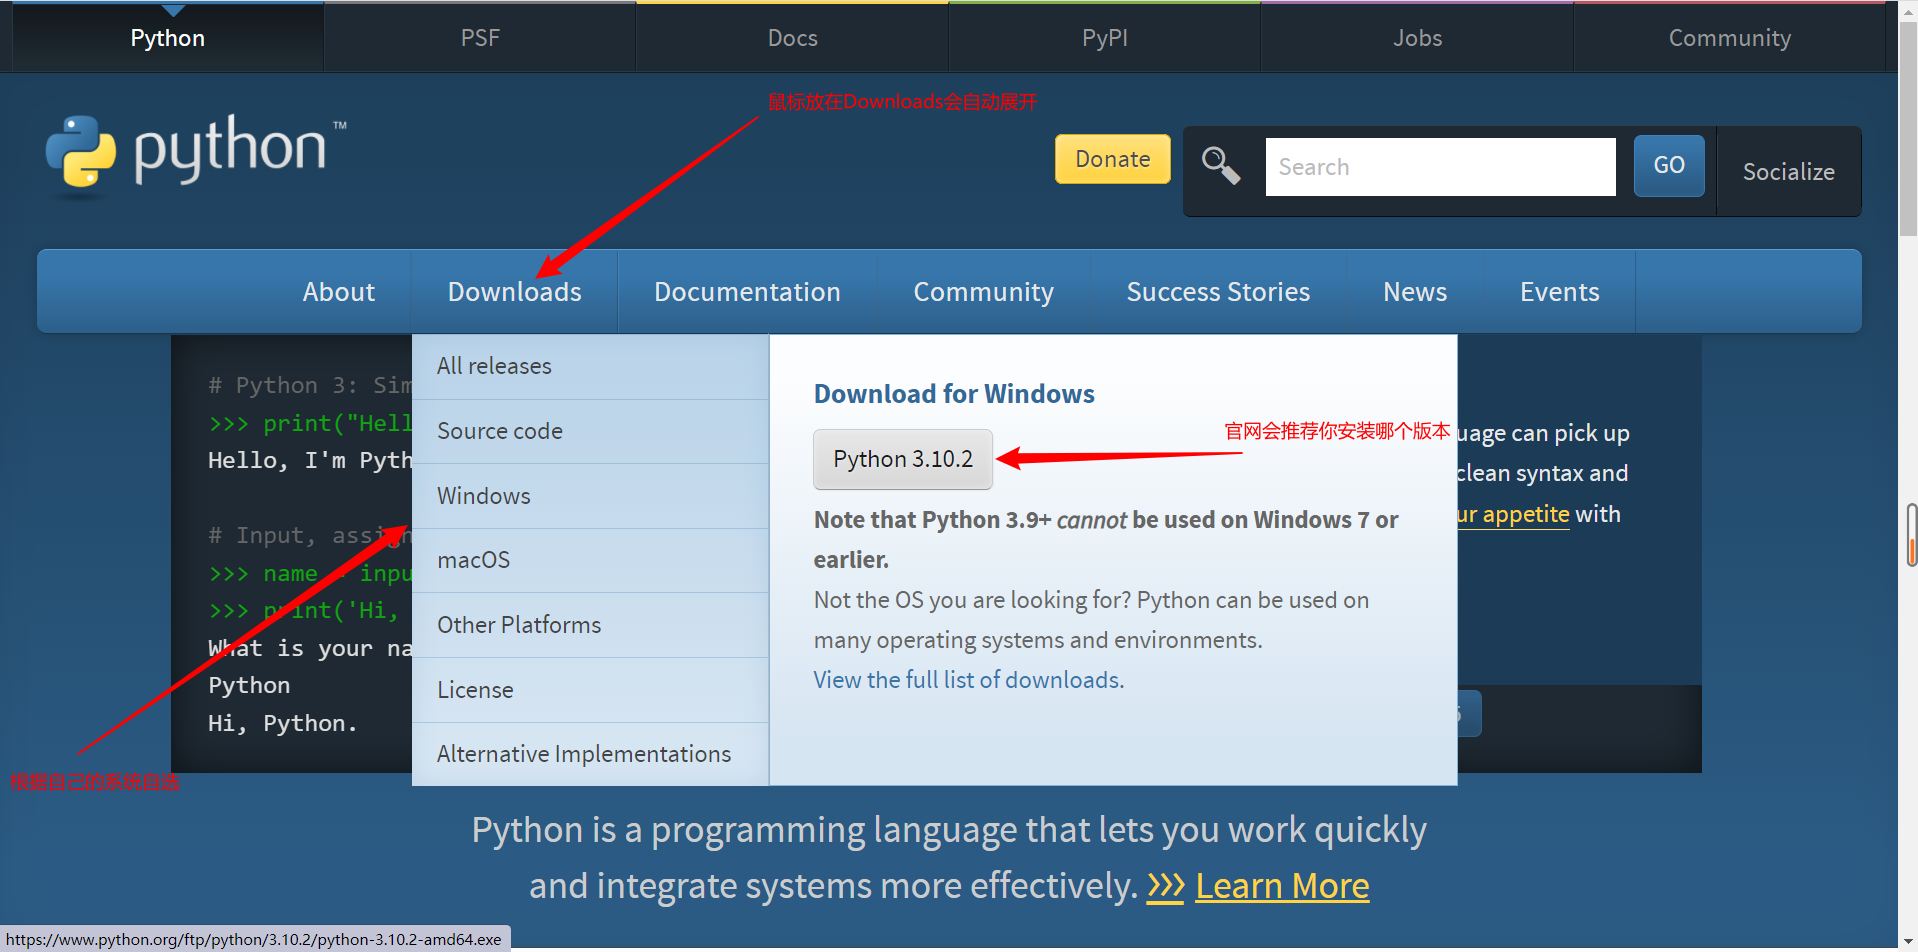 Python
PSF
Docs
PyPI
Jobs
Community
鼠标放在Downloads会自动展开
python™
Donate
Search
GO
Socialize
About
Downloads
Documentation
Community
Success Stories
News
Events
# Python 3: Sim
>>> print("Hell
Hello, I'm Pyth
# Input, assign
>>> name = inpu
>>> print('Hi,
What is your na
Python
Hi, Python.
All releases
Source code
Windows
macOS
Other Platforms
License
Alternative Implementations
Download for Windows
官网会推荐你安装哪个版本
Python 3.10.2
Note that Python 3.9+ cannot be used on Windows 7 or
earlier.
Not the OS you are looking for? Python can be used on
many operating systems and environments.
View the full list of downloads.
uage can pick up
clean syntax and
ur appetite with
根据自己的系统自选
Python is a programming language that lets you work quickly
and integrate systems more effectively. >>> Learn More
https://www.python.org/ftp/python/3.10.2/python-3.10.2-amd64.exe